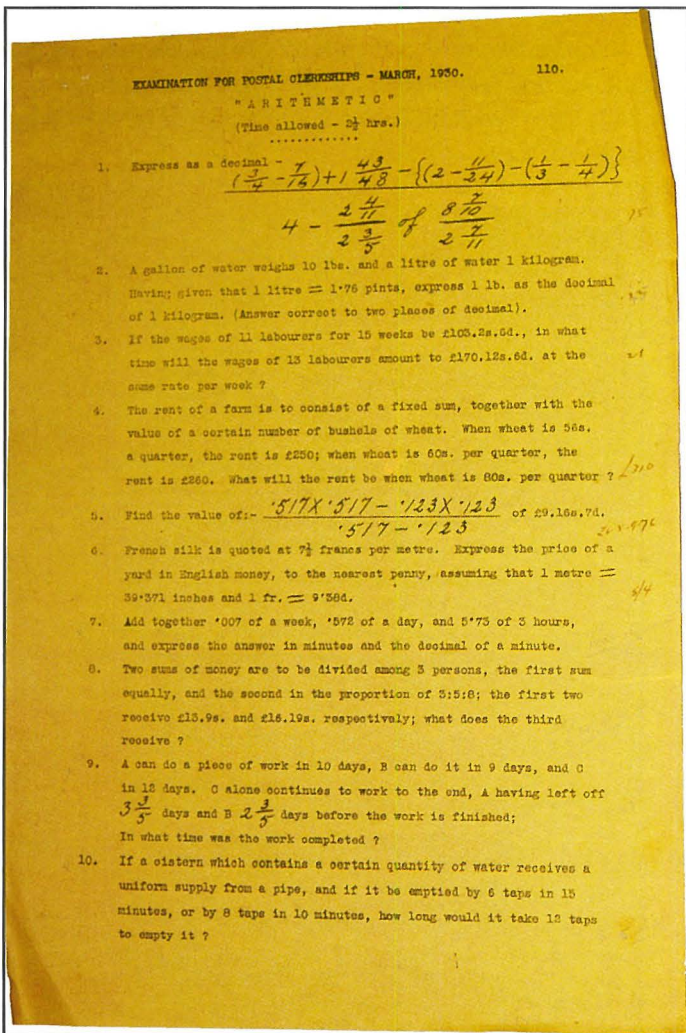 EXAMINATION FOR POSTAL CLERKSHIPS - MARCH, 1930. 110.
"ARITHMETIC"
(Time allowed - 2½ hrs.)
1. Express as a decimal -
(3/4 - 7/16) + 1 43/48 - {(2 - 11/24) - (1/3 - 1/4)}
4 - 2 4/11 / 2 3/5 of 8 7/10 / 2 7/11
2. A gallon of water weighs 10 lbs. and a litre of water 1 kilogram.
Having given that 1 litre = 1·76 pints, express 1 lb. as the decimal
of 1 kilogram. (Answer correct to two places of decimal).
3. If the wages of 11 labourers for 15 weeks be £103.2s.6d., in what
time will the wages of 13 labourers amount to £170.12s.6d. at the
same rate per week ?
21
4. The rent of a farm is to consist of a fixed sum, together with the
value of a certain number of bushels of wheat. When wheat is 56s.
a quarter, the rent is £250; when wheat is 60s. per quarter, the
rent is £260. What will the rent be when wheat is 80s. per quarter ?
£310
5. Find the value of:- ·517X·517 - ·123X·123 / ·517 - ·123 of £9.16s.7d.
6. French silk is quoted at 7½ francs per metre. Express the price of a
yard in English money, to the nearest penny, assuming that 1 metre =
39·371 inches and 1 fr. = 9·38d.
5/4
7. Add together ·007 of a week, ·572 of a day, and 5·73 of 3 hours,
and express the answer in minutes and the decimal of a minute.
8. Two sums of money are to be divided among 3 persons, the first sum
equally, and the second in the proportion of 3:5:8; the first two
receive £13.9s. and £16.19s. respectively; what does the third
receive ?
9. A can do a piece of work in 10 days, B can do it in 9 days, and C
in 12 days. C alone continues to work to the end, A having left off
3 3/5 days and B 2 3/5 days before the work is finished;
In what time was the work completed ?
10. If a cistern which contains a certain quantity of water receives a
uniform supply from a pipe, and if it be emptied by 6 taps in 15
minutes, or by 8 taps in 10 minutes, how long would it take 12 taps
to empty it ?